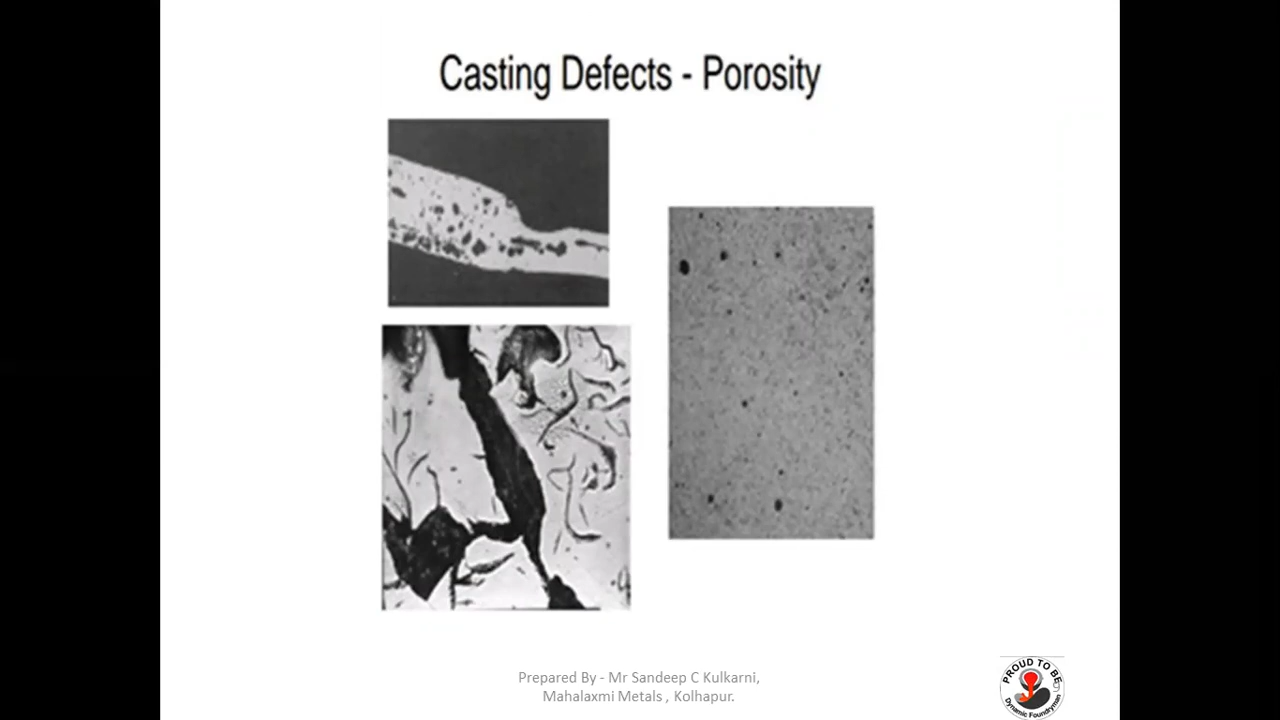 Casting Defects - Porosity
Prepared By - Mr Sandeep C Kulkarni,
Mahalaxmi Metals , Kolhapur.
PROUD TO BE
Dynamic Foundryman